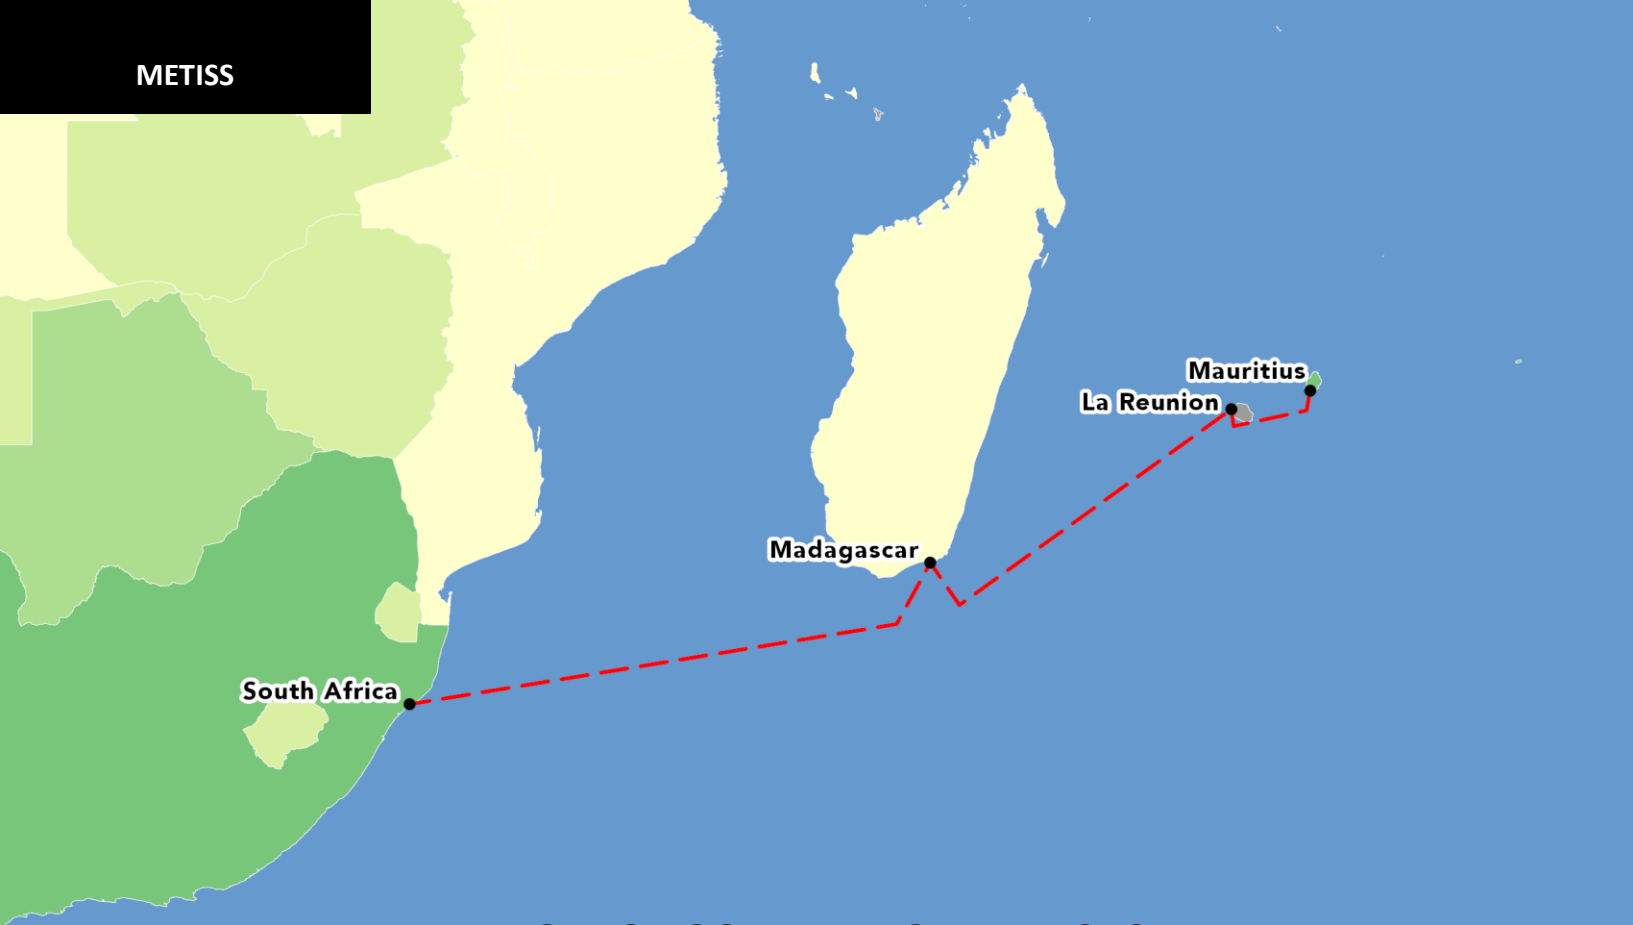 METISS
Mauritius
La Reunion
Madagascar
South Africa